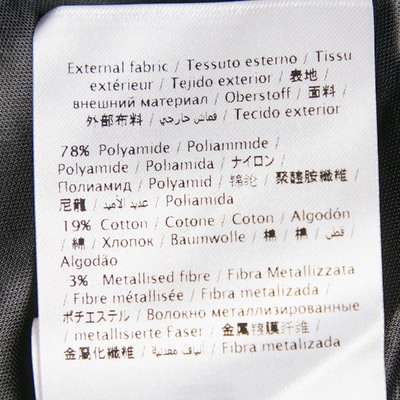 External fabric / Tessuto esterno / Tissu
extérieur / Tejido exterior / 表地 /
внешний материал / Oberstoff / 面料 /
外部布料 / قماش خارجي / Tecido exterior
78% Polyamide / Poliammide /
Polyamide / Poliamida / ナイロン /
Полиамид / Polyamid / 锦纶 / 聚醯胺纖維 /
尼龍 / عديد الأميد / Poliamida
19% Cotton / Cotone / Coton / Algodón
/ 綿 / Хлопок / Baumwolle / 棉 / 棉 / قطن /
Algodão
3% Metallised fibre / Fibra Metallizzata
/ Fibre métallisée / Fibra metalizada /
ポチエステル / Волокно металлизированные
/ metallisierte Faser / 金属镀膜纤维 /
金屬化纖維 / ألياف معدنية / Fibra metalizada